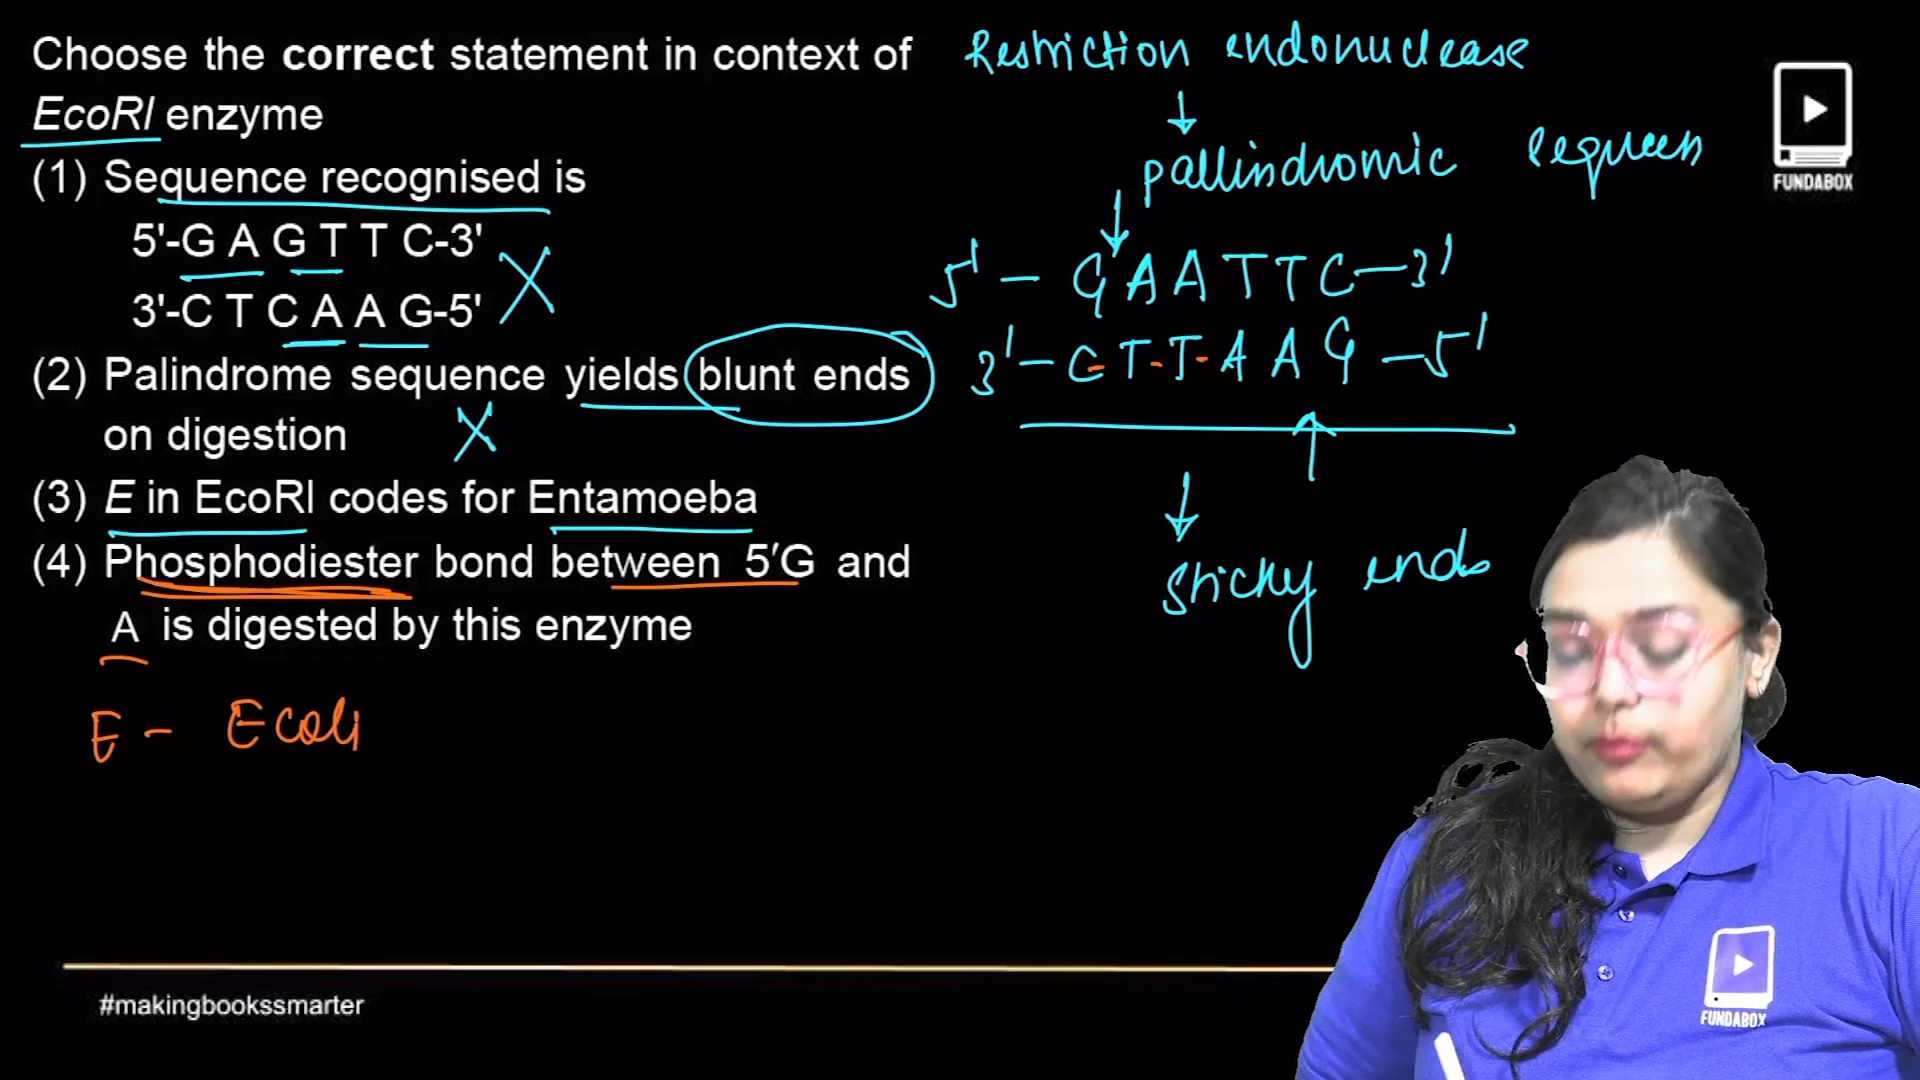 Choose the correct statement in context of
EcoRI enzyme
(1) Sequence recognised is
5'-G A G T T C-3'
3'-C T C A A G-5'
(2) Palindrome sequence yields blunt ends
on digestion
(3) E in EcoRI codes for Entamoeba
(4) Phosphodiester bond between 5'G and
A is digested by this enzyme
E - Ecoli
Restriction endonuclease
↓
pallindromic
5' - G A A T T C - 3'
3' - C T T A A G - 5'
↓
Sticky ends
FUNDABOX
FUNDABOX
#makingbookssmarter